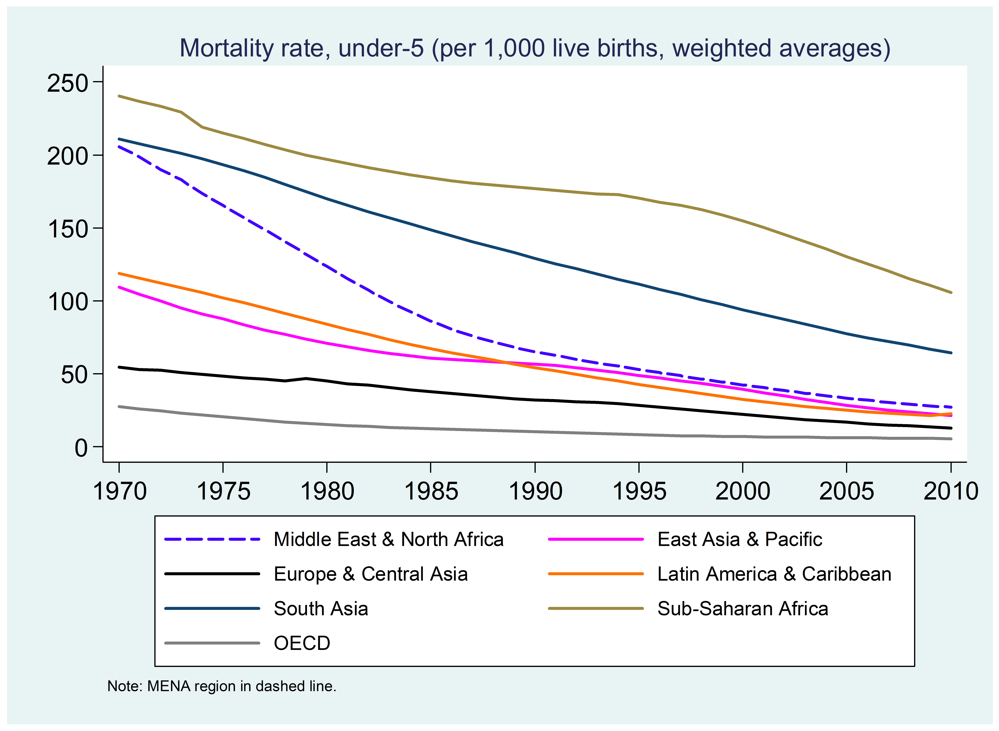 Mortality rate, under-5 (per 1,000 live births, weighted averages)
250
200
150
100
50
0
1970 1975 1980 1985 1990 1995 2000 2005 2010
Middle East & North Africa East Asia & Pacific
Europe & Central Asia Latin America & Caribbean
South Asia Sub-Saharan Africa
OECD
Note: MENA region in dashed line.